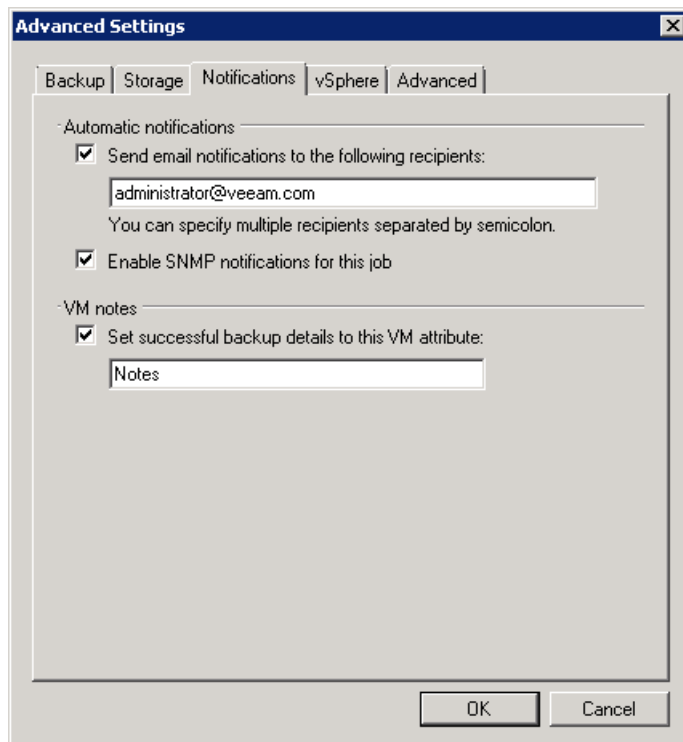 Advanced Settings
Backup Storage Notifications vSphere Advanced
Automatic notifications
Send email notifications to the following recipients:
administrator@veeam.com
You can specify multiple recipients separated by semicolon.
Enable SNMP notifications for this job
VM notes
Set successful backup details to this VM attribute:
Notes
OK Cancel